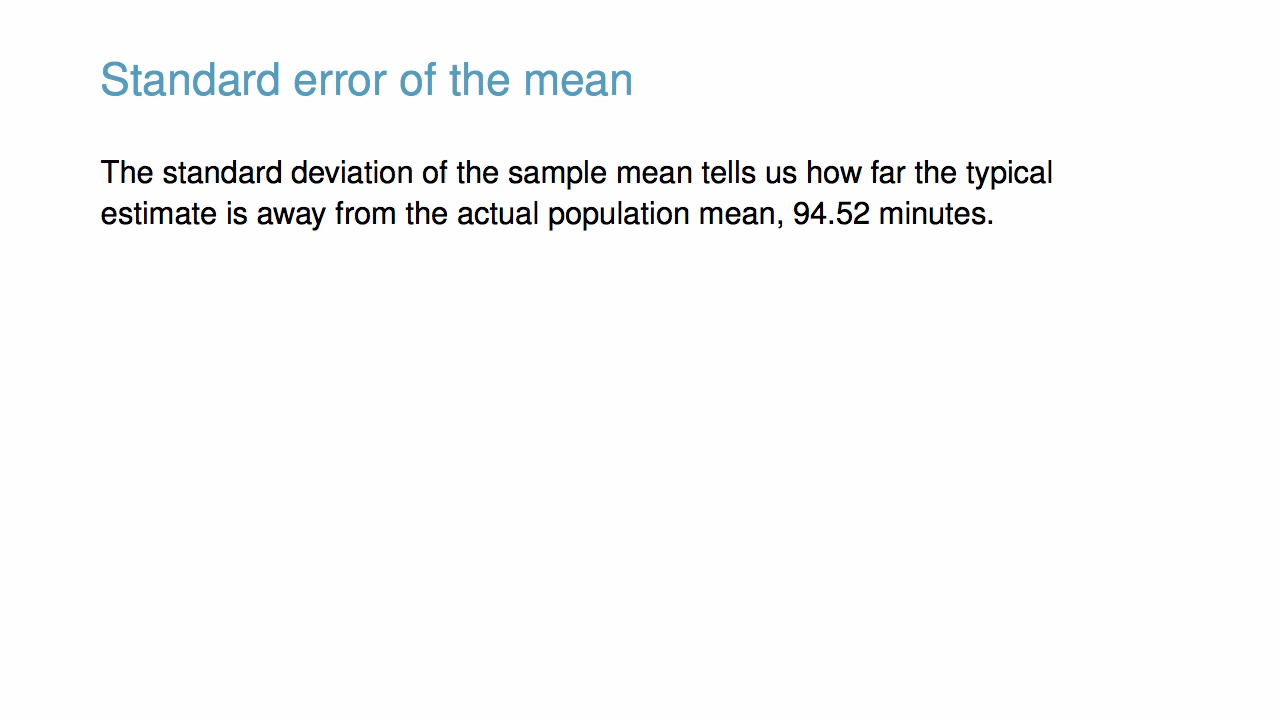 Standard error of the mean
The standard deviation of the sample mean tells us how far the typical
estimate is away from the actual population mean, 94.52 minutes.